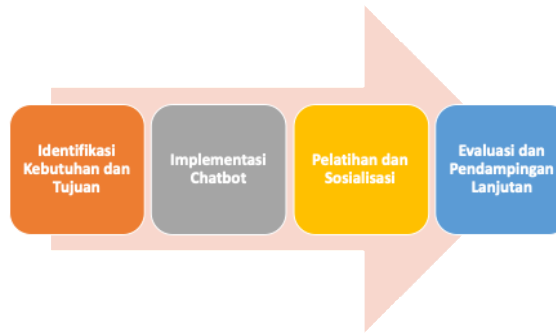 Identifikasi
Kebutuhan dan
Tujuan
Implementasi
Chatbot
Pelatihan dan
Sosialisasi
Evaluasi dan
Pendampingan
Lanjutan